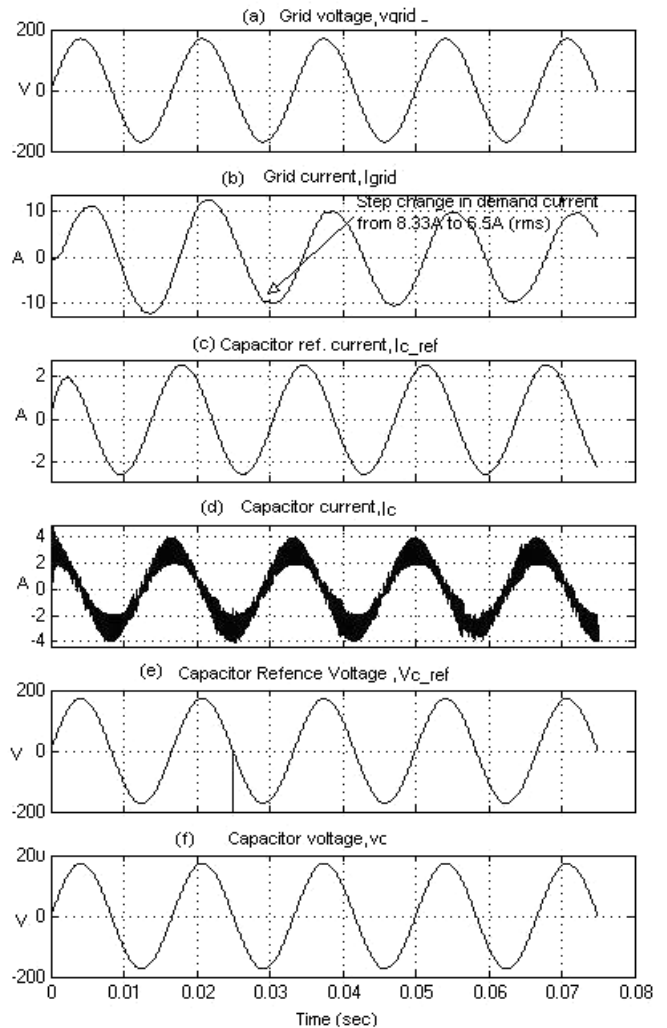 (a) Grid voltage,vgrid _
200
V 0
-200
(b) Grid current,Igrid
Step change in demand current
from 8.33A to 6.5A (rms)
10
A 0
-10
(c) Capacitor ref. current,Ic_ref
2
A 0
-2
(d) Capacitor current,Ic
4
2
A 0
-2
-4
(e) Capacitor Refence Voltage ,Vc_ref
200
V 0
-200
(f) Capacitor voltage,vc
200
V 0
-200
0 0.01 0.02 0.03 0.04 0.05 0.06 0.07 0.08
Time (sec)